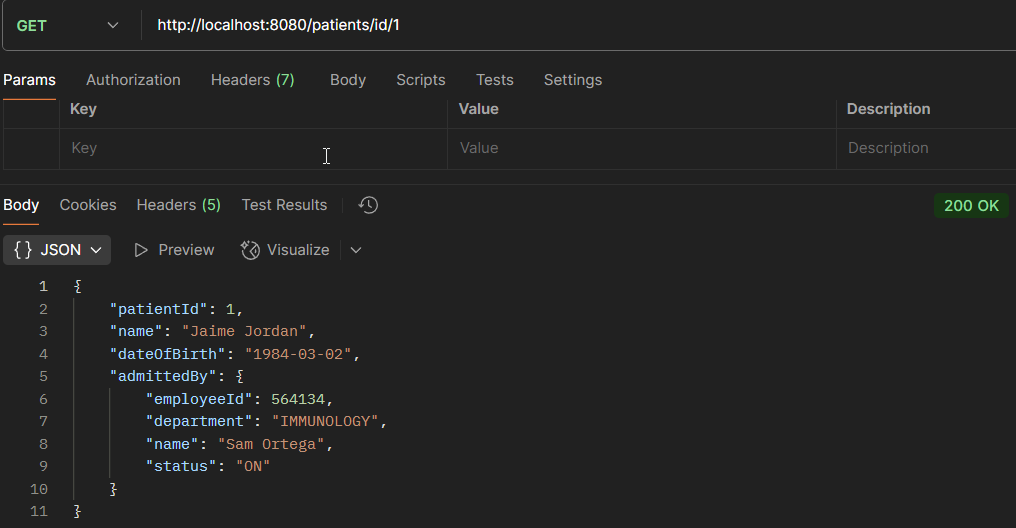 GET http://localhost:8080/patients/id/1
Params Authorization Headers (7) Body Scripts Tests Settings
Key Value Description
Key Value Description
Body Cookies Headers (5) Test Results 200 OK
{} JSON Preview Visualize
1 {
2 "patientId": 1,
3 "name": "Jaime Jordan",
4 "dateOfBirth": "1984-03-02",
5 "admittedBy": {
6 "employeeId": 564134,
7 "department": "IMMUNOLOGY",
8 "name": "Sam Ortega",
9 "status": "ON"
10 }
11 }